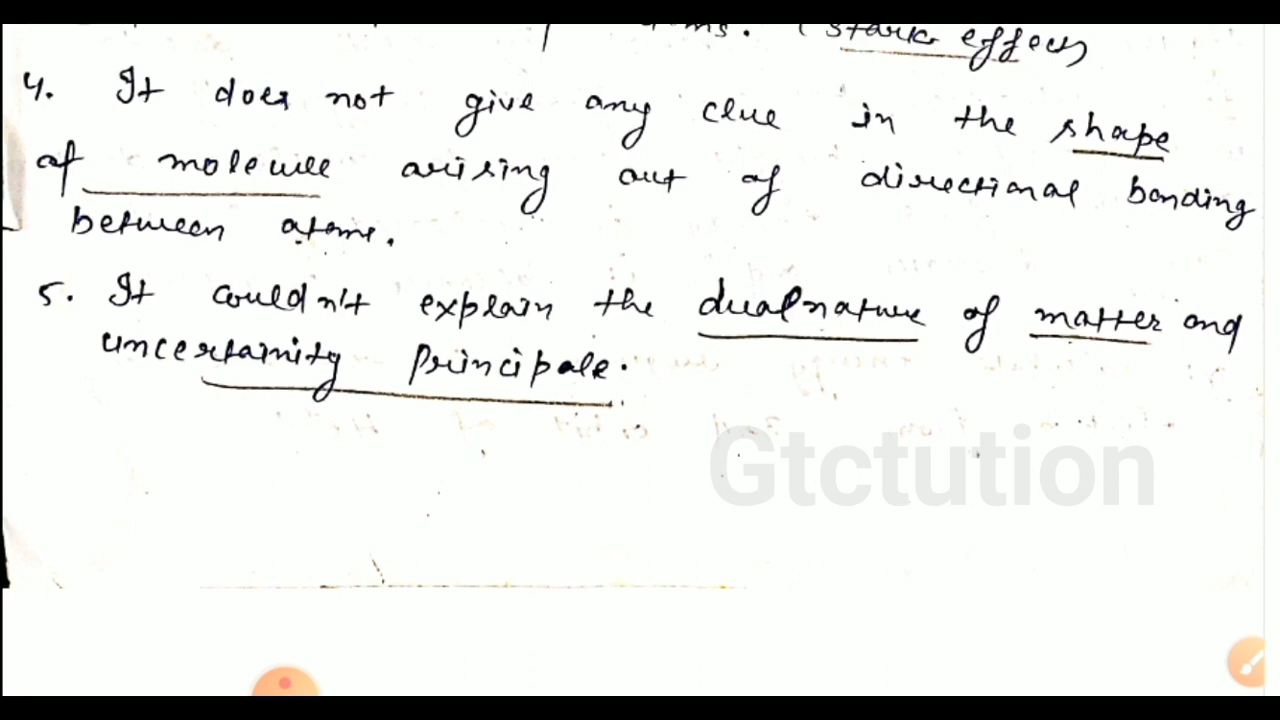 (Stark effect)
4. It does not give any clue in the shape
of molecule arising out of directional bonding
between atoms.
5. It couldn't explain the dual nature of matter and
uncertainity principale.
Gtctution